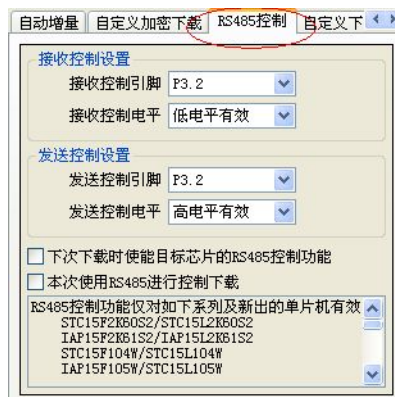 自动增量 自定义加密下载 RS485控制 自定义下
接收控制设置
接收控制引脚 P3.2
接收控制电平 低电平有效
发送控制设置
发送控制引脚 P3.2
发送控制电平 高电平有效
下次下载时使能目标芯片的RS485控制功能
本次使用RS485进行控制下载
RS485控制功能仅对如下系列及新出的单片机有效
STC15F2K60S2/STC15L2K60S2
IAP15F2K61S2/IAP15L2K61S2
STC15F104W/STC15L104W
IAP15F105W/STC15L105W